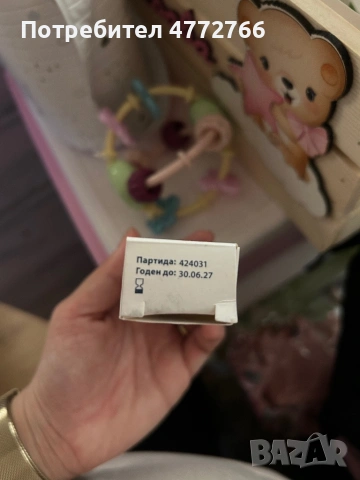 Потребител 4772766
Партида: 424031
Годен до: 30.06.27
BAZAR